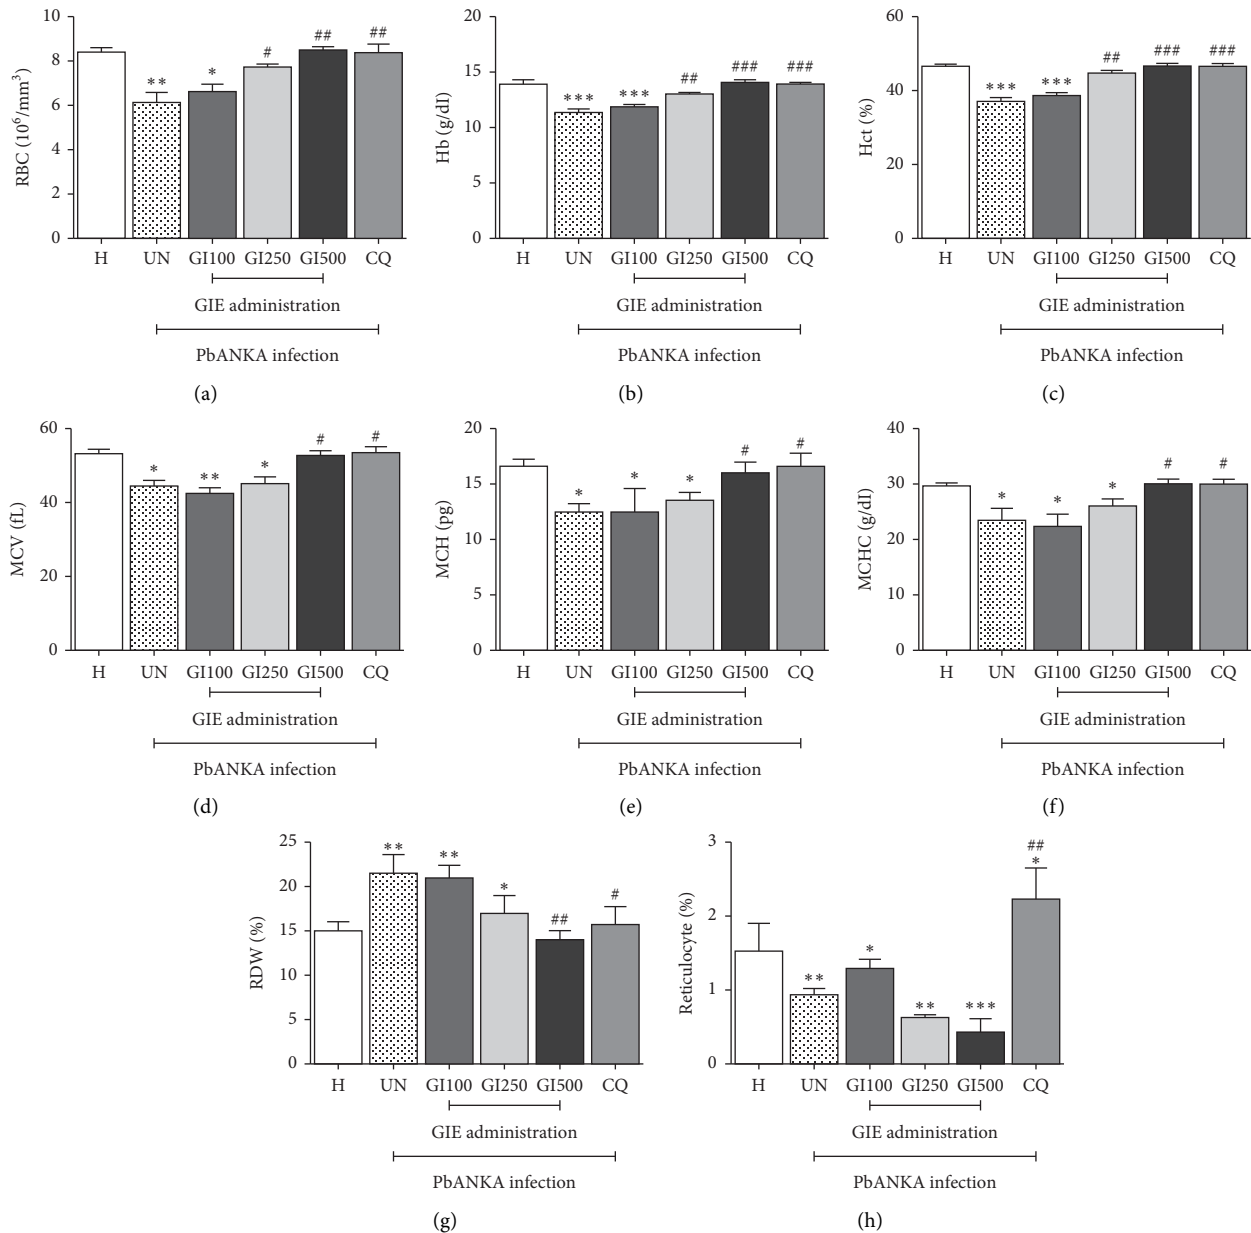 RBC (10⁶/mm³)
10
8
6
4
2
0
** * # ## ##
H UN GI100 GI250 GI500 CQ
GIE administration
PbANKA infection
(a)
Hb (g/dI)
20
15
10
5
0
*** *** ## ### ###
H UN GI100 GI250 GI500 CQ
GIE administration
PbANKA infection
(b)
Hct (%)
60
40
20
0
*** *** ## ### ###
H UN GI100 GI250 GI500 CQ
GIE administration
PbANKA infection
(c)
MCV (fL)
60
40
20
0
* ** * # #
H UN GI100 GI250 GI500 CQ
GIE administration
PbANKA infection
(d)
MCH (pg)
20
15
10
5
0
* * * # #
H UN GI100 GI250 GI500 CQ
GIE administration
PbANKA infection
(e)
MCHC (g/dI)
40
30
20
10
0
* * * # #
H UN GI100 GI250 GI500 CQ
GIE administration
PbANKA infection
(f)
RDW (%)
25
20
15
10
5
0
** ** * ## #
H UN GI100 GI250 GI500 CQ
GIE administration
PbANKA infection
(g)
Reticulocyte (%)
3
2
1
0
##
** * ** *** *
H UN GI100 GI250 GI500 CQ
GIE administration
PbANKA infection
(h)